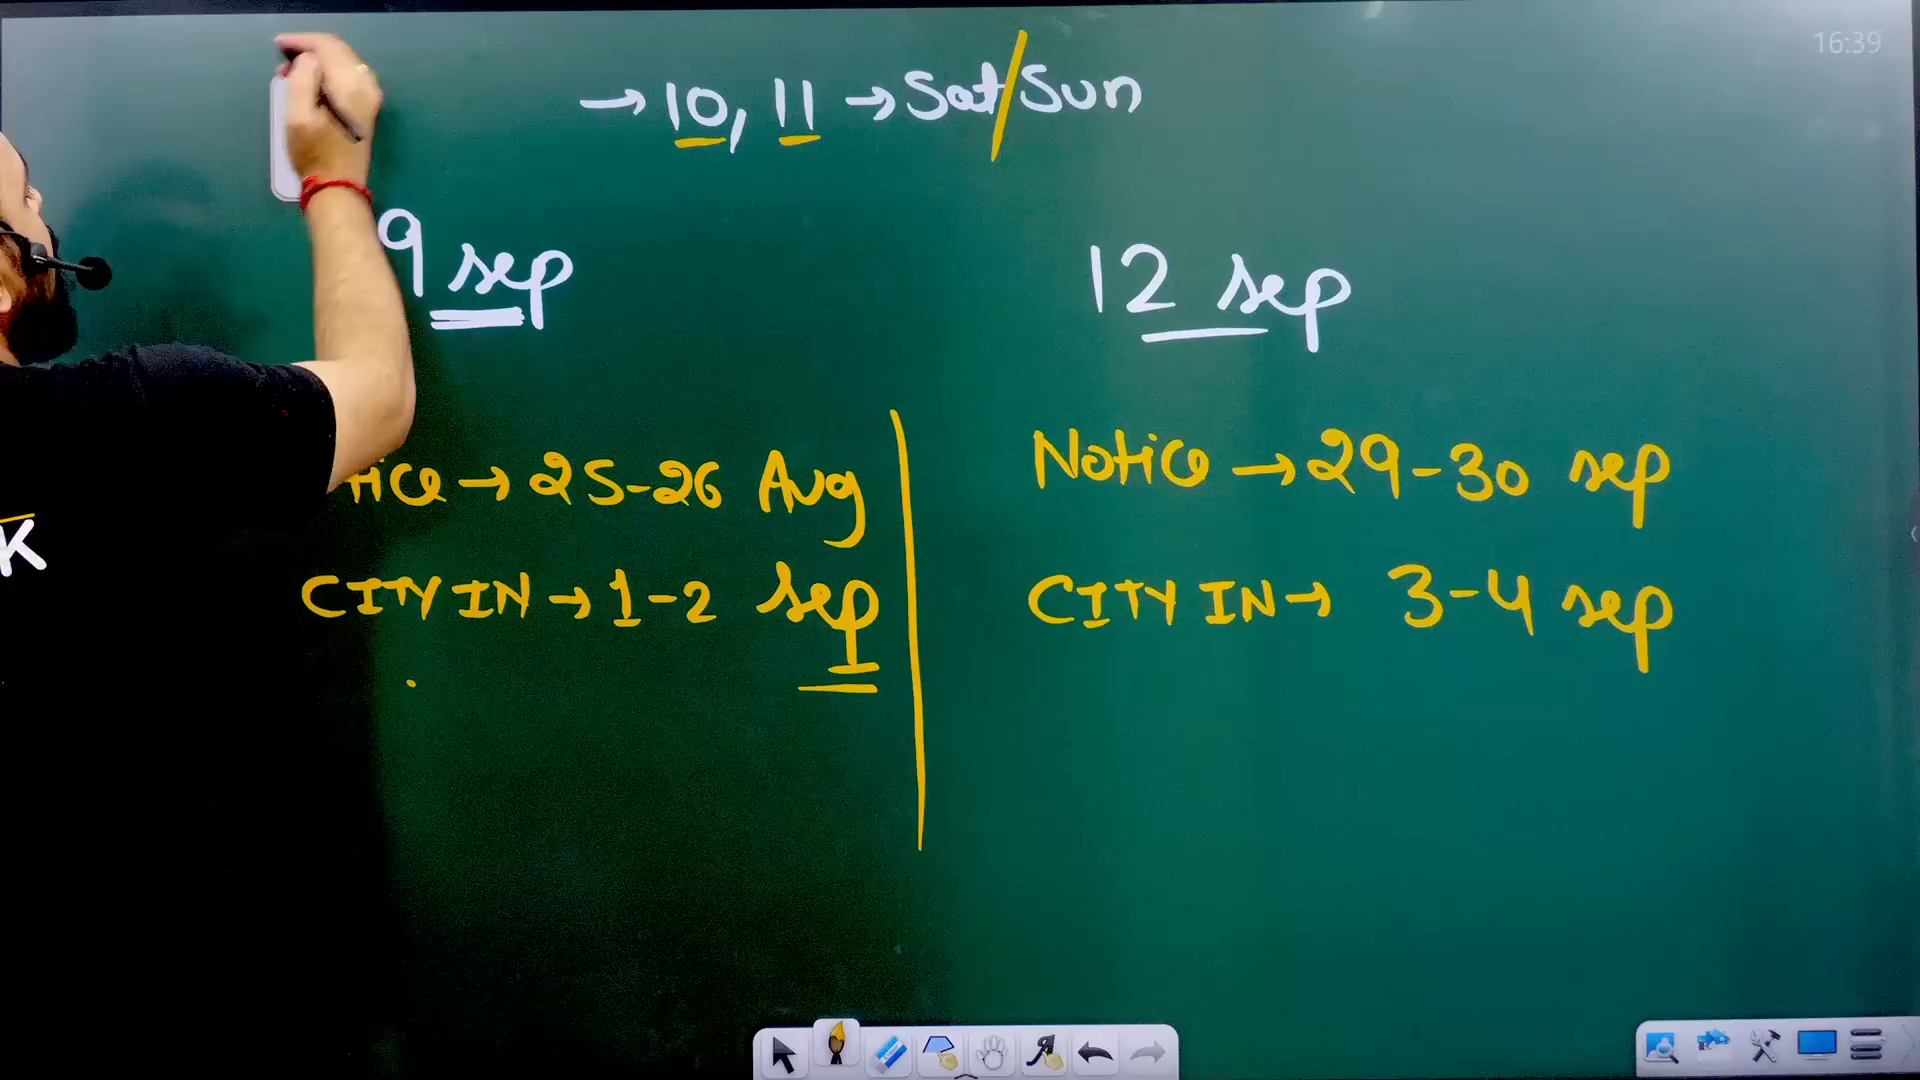 16:39
→ 10, 11 → Sat/Sun
9 sep
12 sep
Notice → 29-30 sep
→ 25-26 Aug
CITY IN → 1-2 sep
CITY IN → 3-4 sep
K